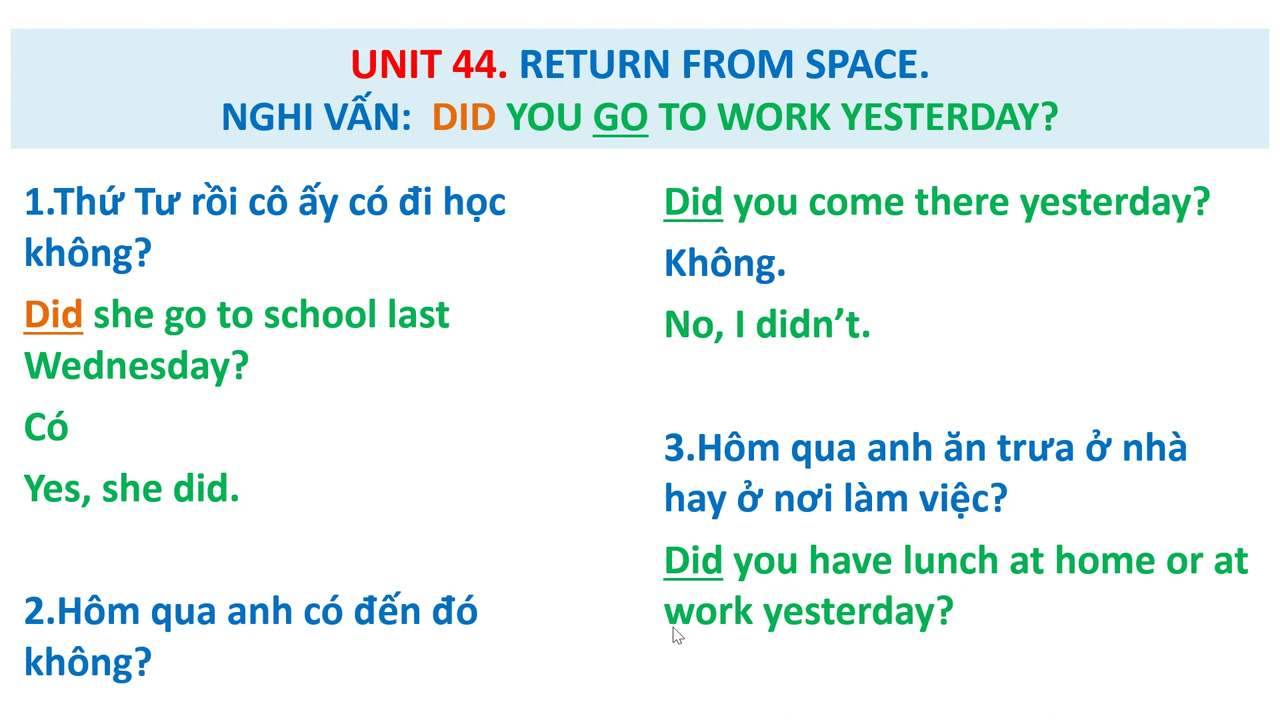 UNIT 44. RETURN FROM SPACE.
NGHI VẤN: DID YOU GO TO WORK YESTERDAY?
1.Thứ Tư rồi cô ấy có đi học
không?
Did she go to school last
Wednesday?
Có
Yes, she did.
2.Hôm qua anh có đến đó
không?
Did you come there yesterday?
Không.
No, I didn’t.
3.Hôm qua anh ăn trưa ở nhà
hay ở nơi làm việc?
Did you have lunch at home or at
work yesterday?